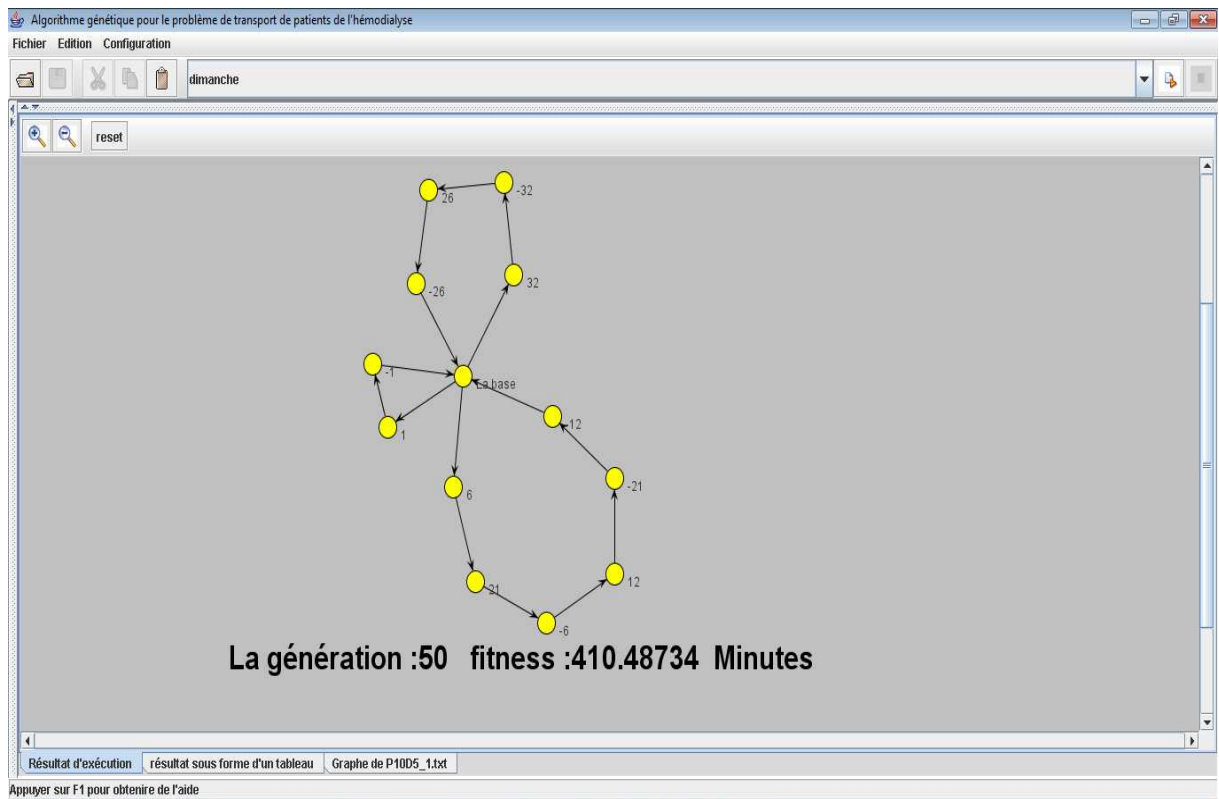 Algorithme génétique pour le problème de transport de patients de l'hémodialyse
Fichier Edition Configuration
dimanche
reset
26
-32
-26
32
-1
La base
1
-12
6
-21
21
12
-6
La génération :50 fitness :410.48734 Minutes
Résultat d'exécution résultat sous forme d'un tableau Graphe de P10D5_1.txt
Appuyer sur F1 pour obtenire de l'aide